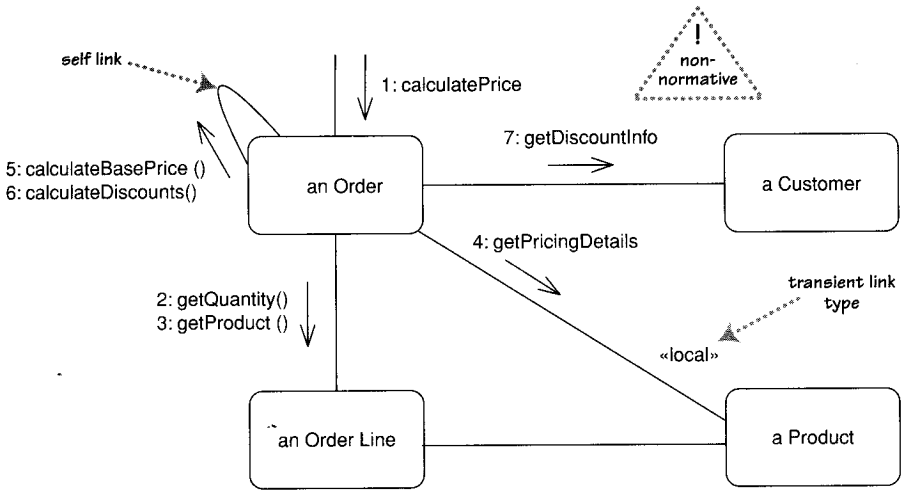 !
non-
normative
self link
1: calculatePrice
7: getDiscountInfo
5: calculateBasePrice ()
6: calculateDiscounts()
an Order
a Customer
4: getPricingDetails
2: getQuantity()
3: getProduct ()
transient link
type
«local»
an Order Line
a Product